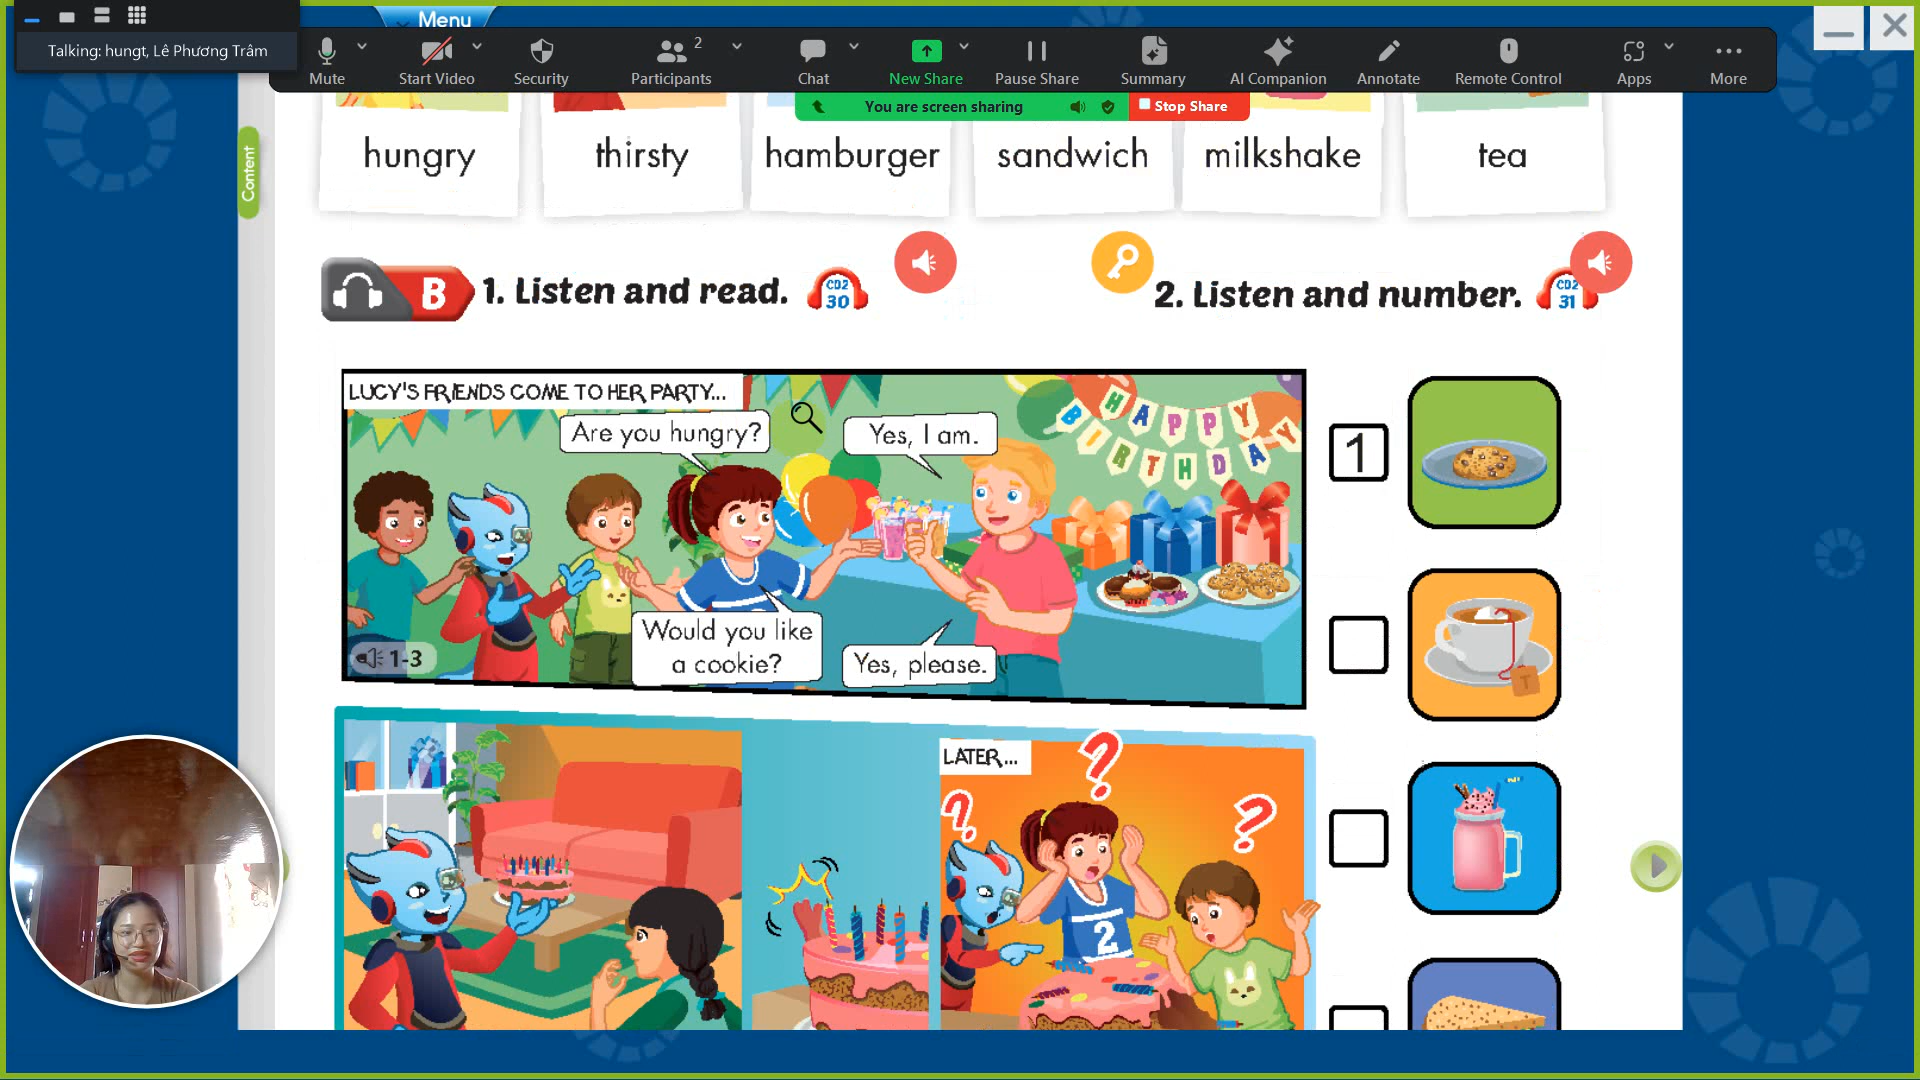 Menu
Talking: hungt, Lê Phương Trâm
Mute
Start Video
Security
Participants
2
Chat
New Share
Pause Share
Summary
AI Companion
Annotate
Remote Control
Apps
More
You are screen sharing
Stop Share
Content
hungry
thirsty
hamburger
sandwich
milkshake
tea
B
1. Listen and read.
CD2
30
2. Listen and number.
CD2
31
LUCY'S FRIENDS COME TO HER PARTY...
Are you hungry?
Yes, I am.
HAPPY
BIRTHDAY
Would you like
a cookie?
Yes, please.
1-3
1
T
LATER...
?
?
?
2